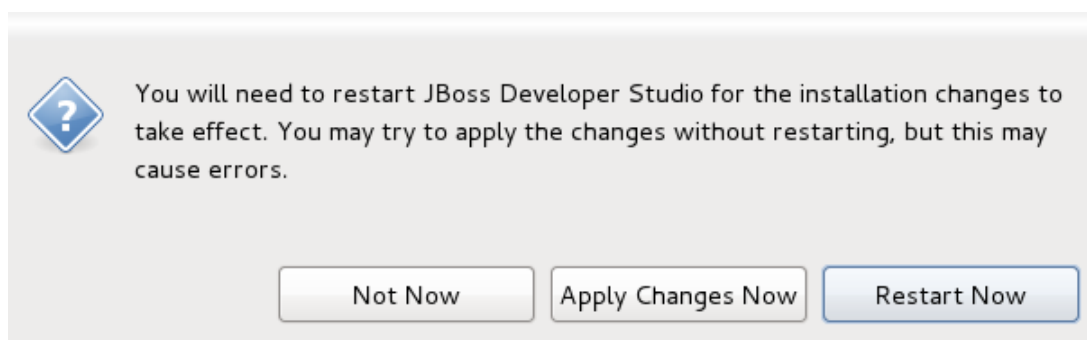 You will need to restart JBoss Developer Studio for the installation changes to
take effect. You may try to apply the changes without restarting, but this may
cause errors.
Not Now
Apply Changes Now
Restart Now